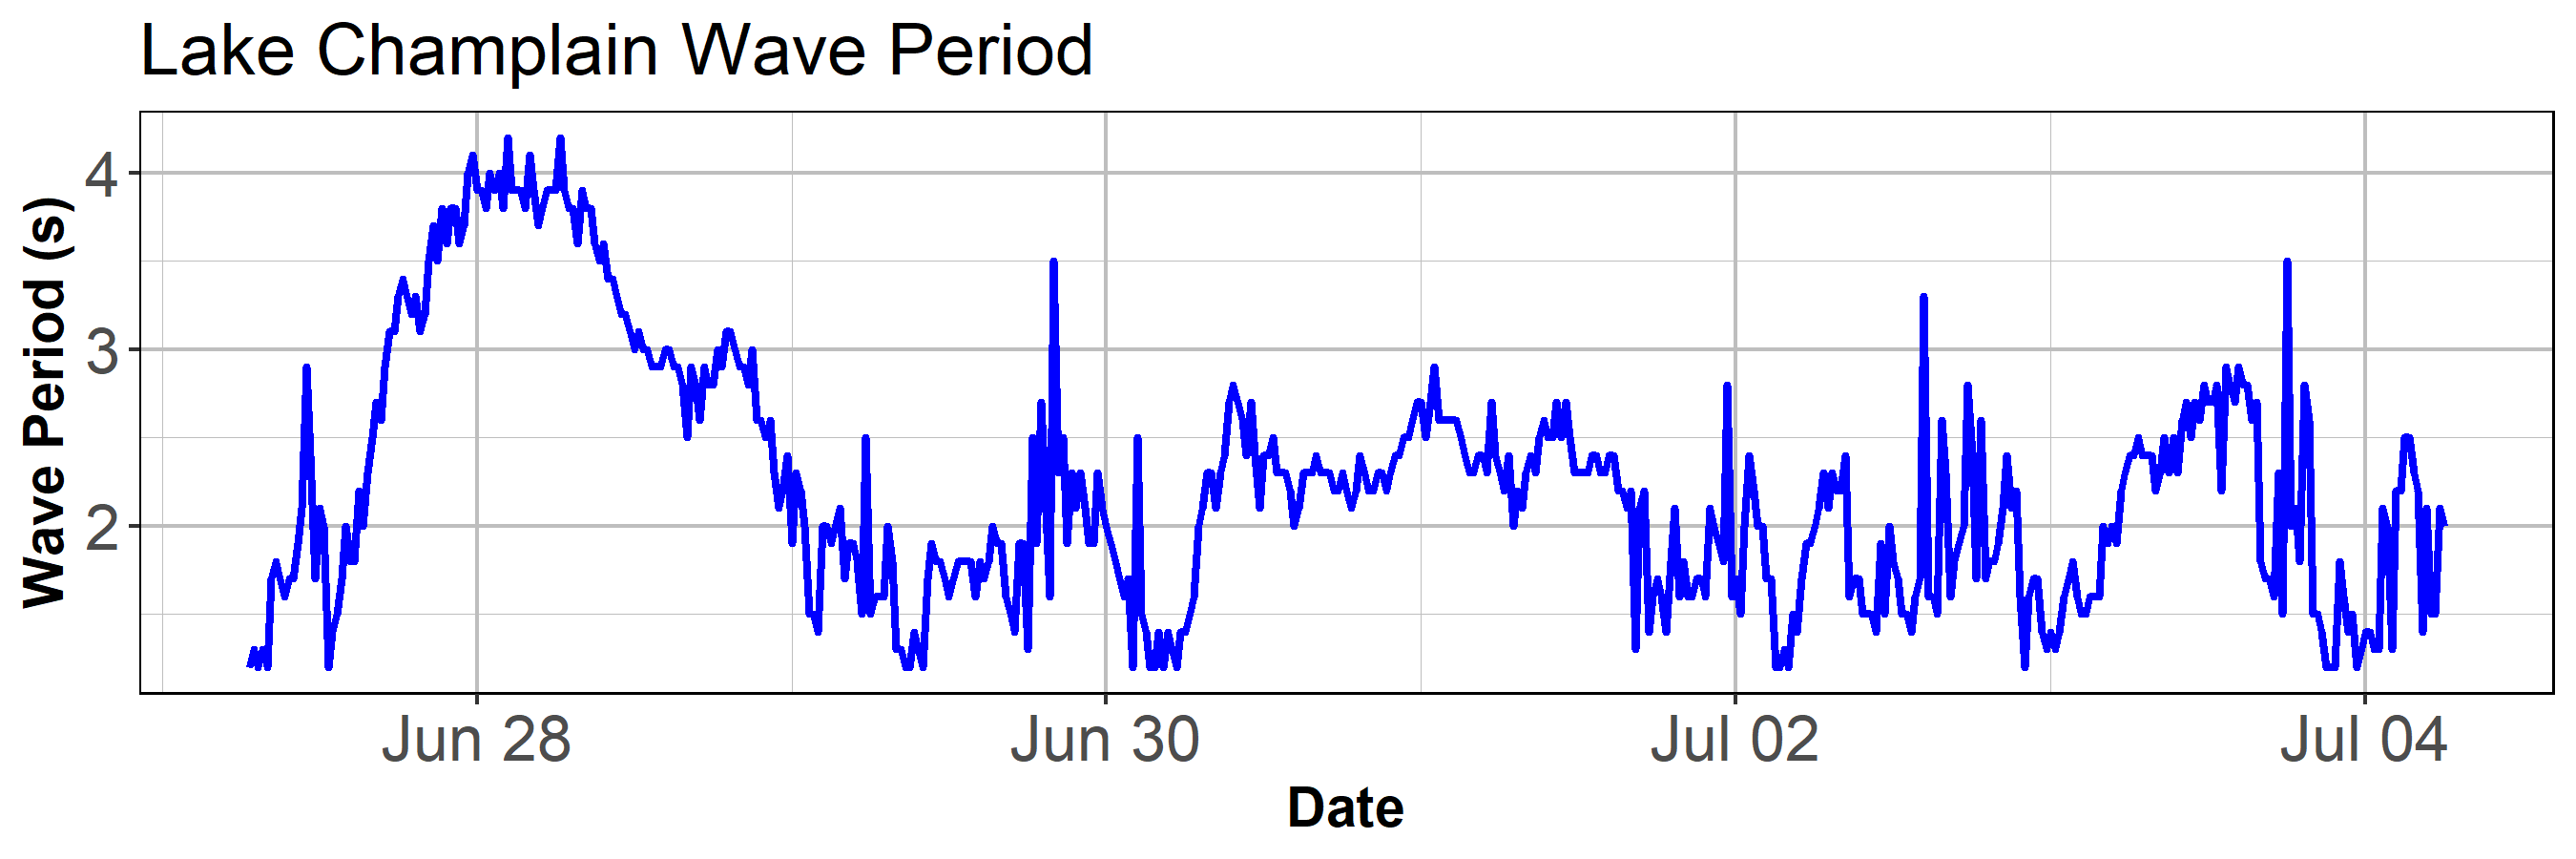 Lake Champlain Wave Period
Wave Period (s)
4
3
2
Jun 28 Jun 30 Jul 02 Jul 04
Date